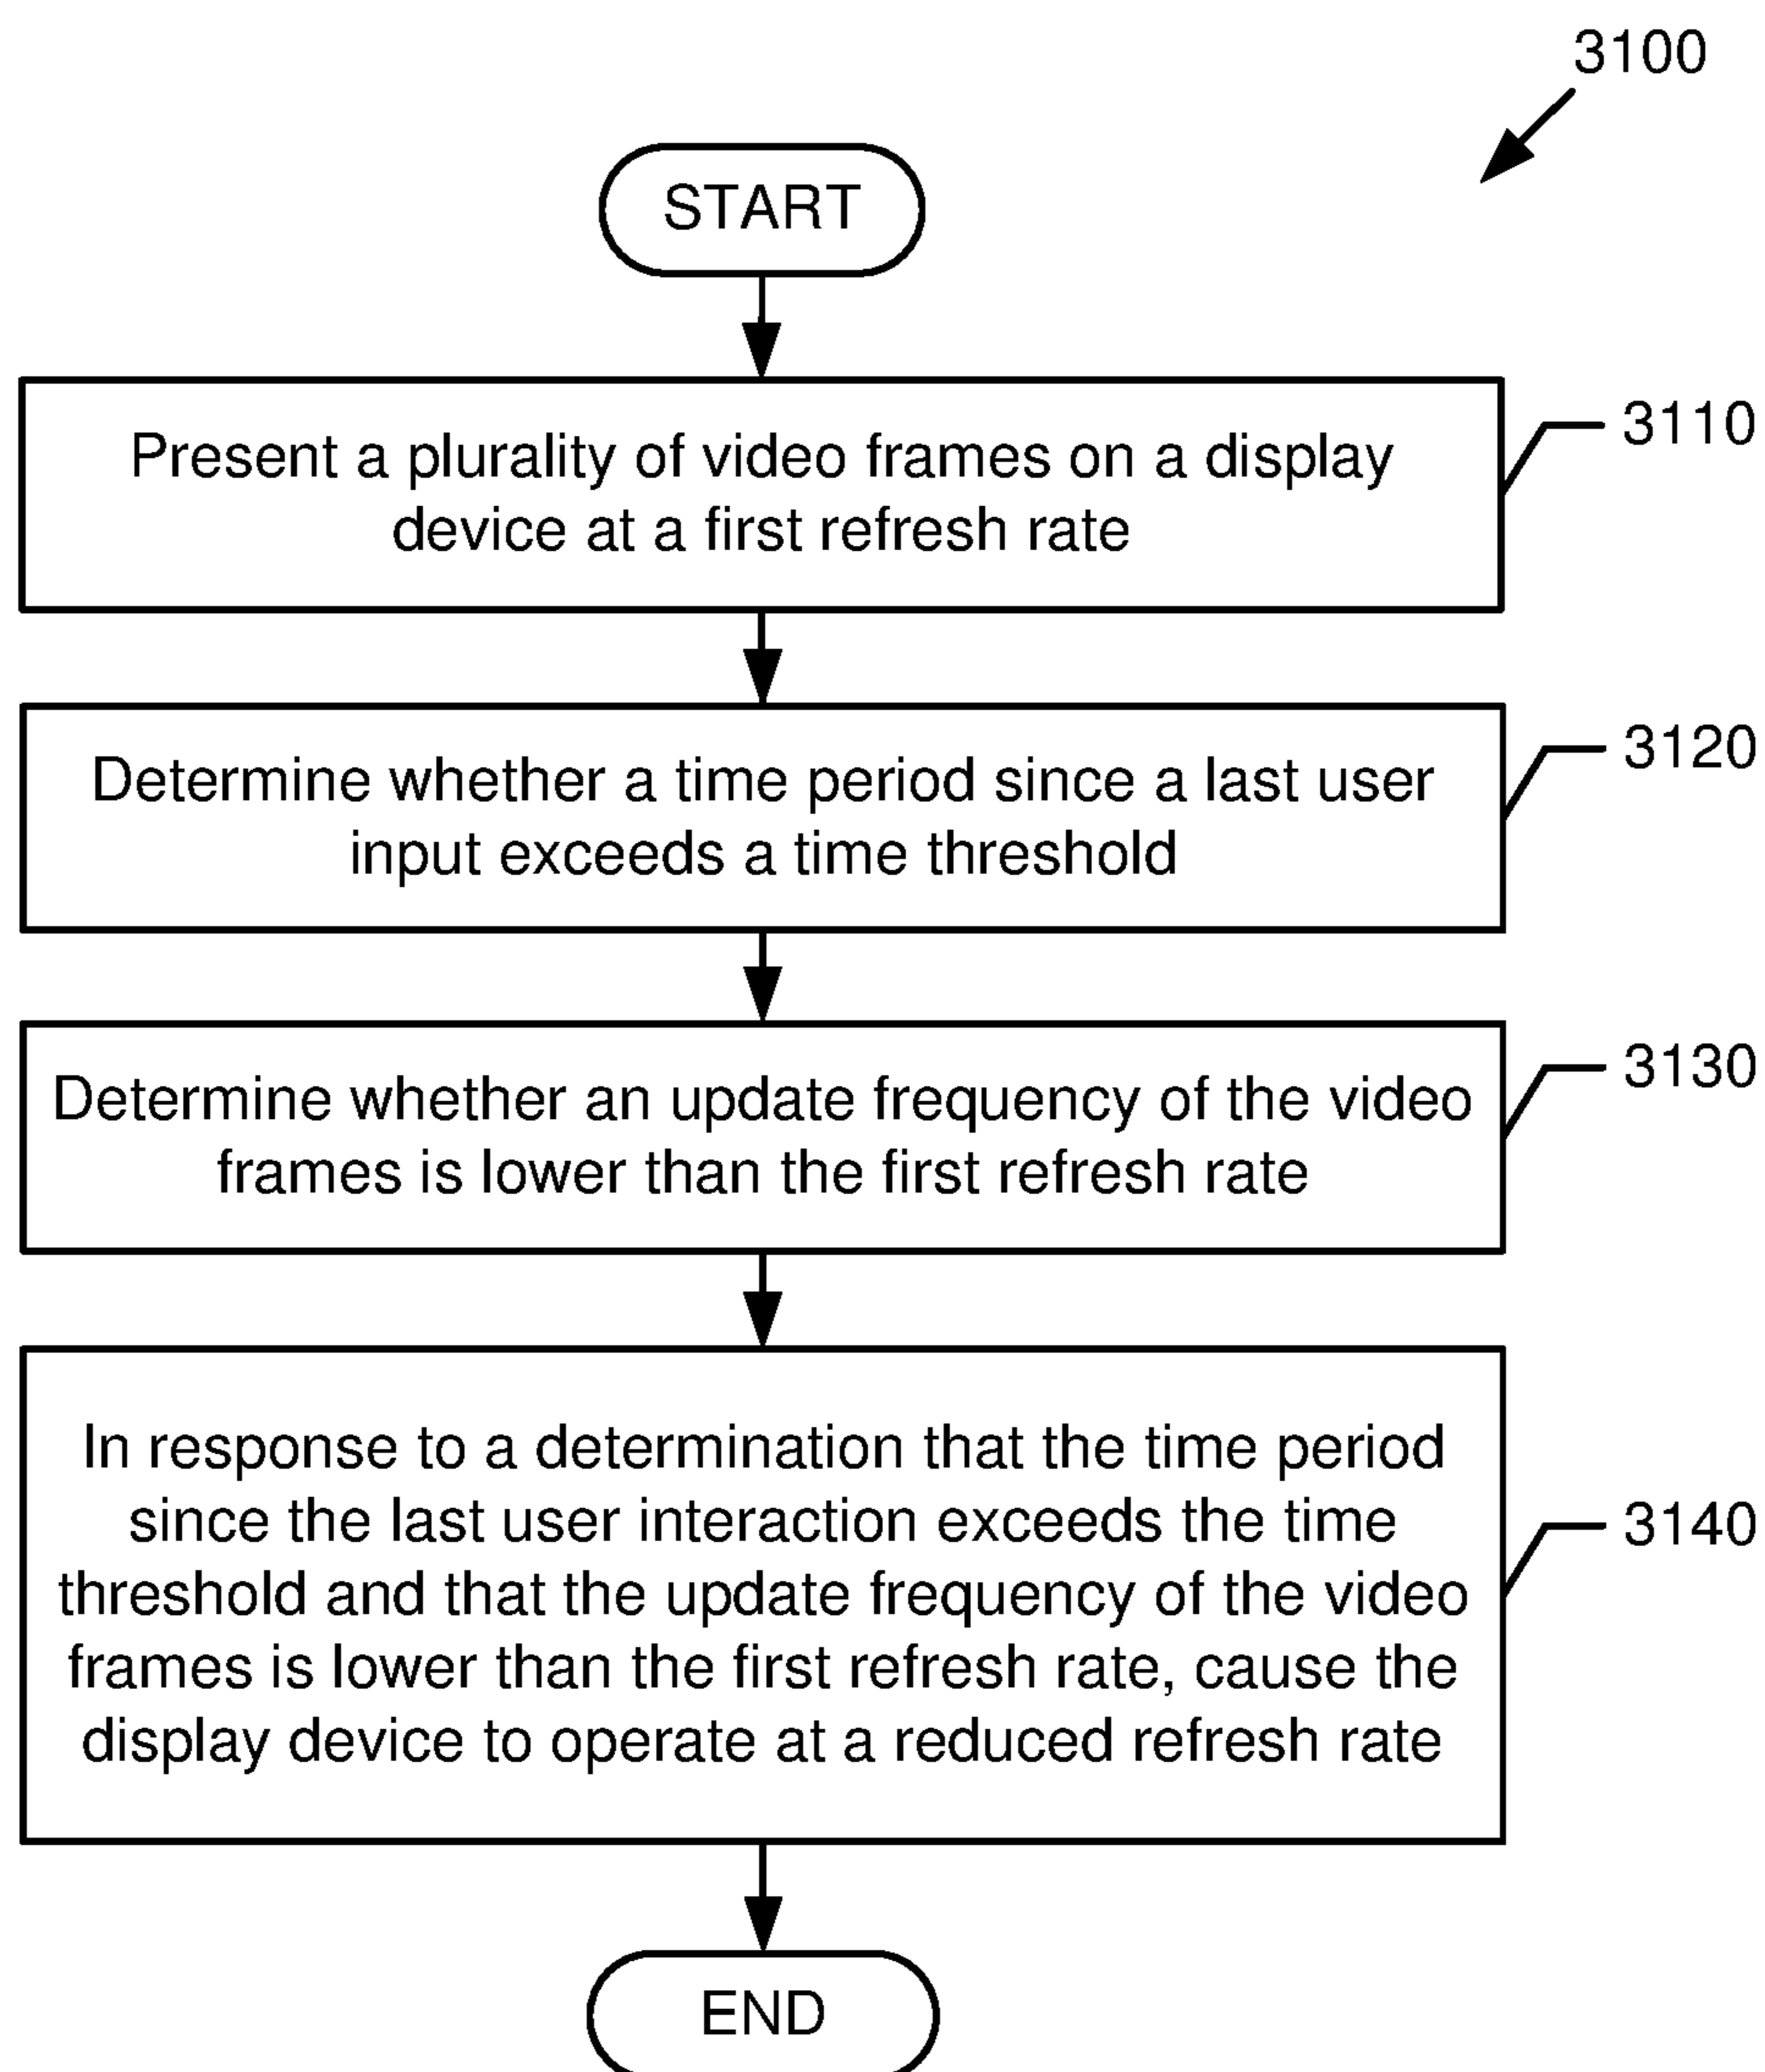 3100
START
Present a plurality of video frames on a display
device at a first refresh rate
3110
Determine whether a time period since a last user
input exceeds a time threshold
3120
Determine whether an update frequency of the video
frames is lower than the first refresh rate
3130
In response to a determination that the time period
since the last user interaction exceeds the time
threshold and that the update frequency of the video
frames is lower than the first refresh rate, cause the
display device to operate at a reduced refresh rate
3140
END